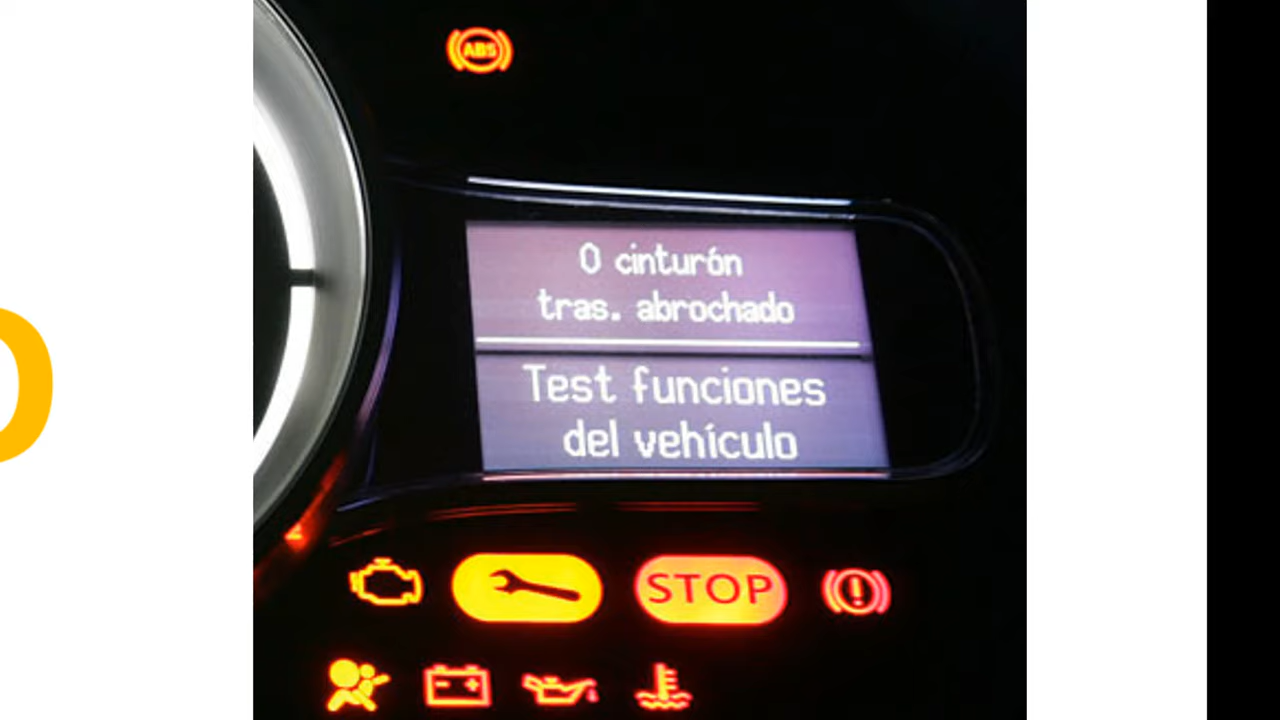 ABS
0 cinturón
tras. abrochado
Test funciones
del vehículo
STOP